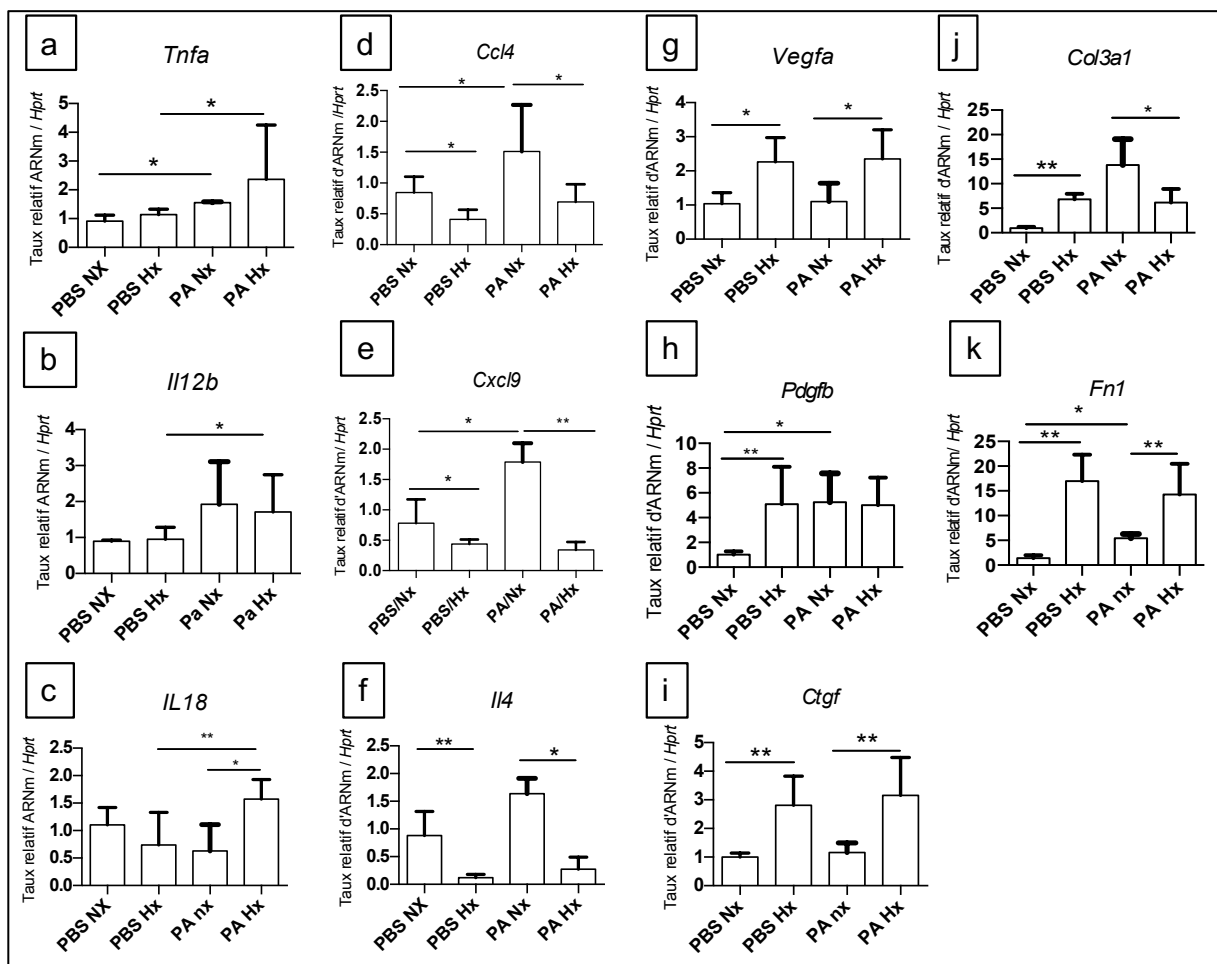 a
Tnfa
Taux relatif ARNm / Hprt
5
4
3
2
1
0
*
*
PBS NX
PBS Hx
PA Nx
PA Hx
b
Il12b
Taux relatif ARNm / Hprt
4
3
2
1
0
*
PBS NX
PBS Hx
Pa Nx
Pa Hx
c
IL18
Taux relatif ARNm / Hprt
2.5
2.0
1.5
1.0
0.5
0.0
**
*
PBS NX
PBS Hx
PA nx
PA Hx
d
Ccl4
Taux relatif d'ARNm /Hprt
2.5
2.0
1.5
1.0
0.5
0.0
*
*
*
PBS Nx
PBS Hx
PA Nx
PA Hx
e
Cxcl9
Taux relatif d'ARNm / Hprt
2.5
2.0
1.5
1.0
0.5
0.0
*
**
*
PBS/Nx
PBS/Hx
PA/Nx
PA/Hx
f
Il4
Taux relatif d'ARNm / Hprt
2.5
2.0
1.5
1.0
0.5
0.0
**
*
PBS Nx
PBS Hx
PA Nx
PA Hx
g
Vegfa
Taux relatif d'ARNm / Hprt
4
3
2
1
0
*
*
PBS Nx
PBS Hx
PA Nx
PA Hx
h
Pdgfb
Taux relatif d'ARNm / Hprt
10
8
6
4
2
0
*
**
PBS Nx
PBS Hx
PA Nx
PA Hx
i
Ctgf
Taux relatif d'ARNm / Hprt
5
4
3
2
1
0
**
**
PBS Nx
PBS Hx
PA Nx
PA Hx
j
Col3a1
Taux relatif d'ARNm / Hprt
25
20
15
10
5
0
*
**
PBS Nx
PBS Hx
PA Nx
PA Hx
k
Fn1
Taux relatif d'ARNm/ Hprt
25
20
15
10
5
0
*
**
**
PBS Nx
PBS Hx
PA nx
PA Hx